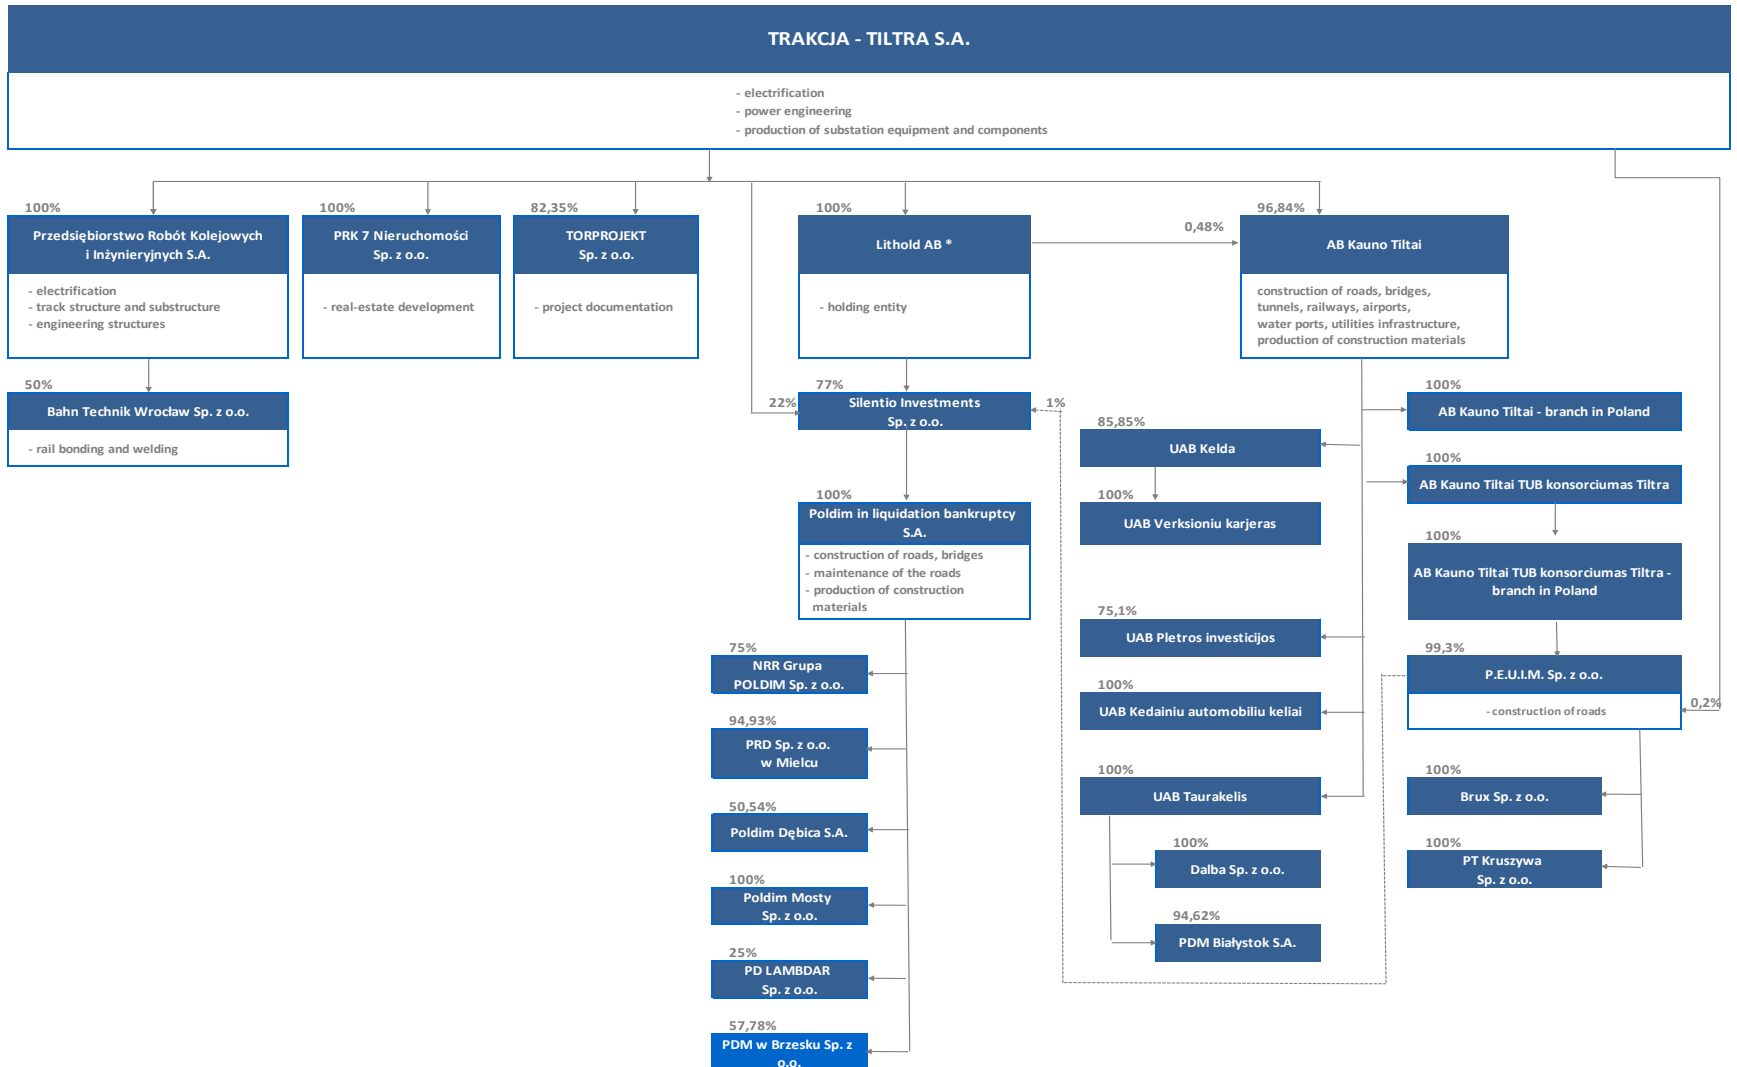 TRAKCJA - TILTRA S.A.
- electrification
- power engineering
- production of substation equipment and components
100%
Przedsiębiorstwo Robót Kolejowych
i Inżynieryjnych S.A.
- electrification
- track structure and substructure
- engineering structures
100%
PRK 7 Nieruchomości
Sp. z o.o.
- real-estate development
82,35%
TORPROJEKT
Sp. z o.o.
- project documentation
100%
Lithold AB *
- holding entity
0,48%
96,84%
AB Kauno Tiltai
construction of roads, bridges,
tunnels, railways, airports,
water ports, utilities infrastructure,
production of construction materials
50%
Bahn Technik Wrocław Sp. z o.o.
- rail bonding and welding
22%
77%
Silentio Investments
Sp. z o.o.
1%
100%
Poldim in liquidation bankruptcy
S.A.
- construction of roads, bridges
- maintenance of the roads
- production of construction
materials
75%
NRR Grupa
POLDIM Sp. z o.o.
94,93%
PRD Sp. z o.o.
w Mielcu
50,54%
Poldim Dębica S.A.
100%
Poldim Mosty
Sp. z o.o.
25%
PD LAMBDAR
Sp. z o.o.
57,78%
PDM w Brzesku Sp. z
o.o.
85,85%
UAB Kelda
100%
UAB Verksioniu karjeras
75,1%
UAB Pletros investicijos
100%
UAB Kedainiu automobiliu keliai
100%
UAB Taurakelis
100%
Dalba Sp. z o.o.
94,62%
PDM Białystok S.A.
100%
AB Kauno Tiltai - branch in Poland
100%
AB Kauno Tiltai TUB konsorciumas Tiltra
100%
AB Kauno Tiltai TUB konsorciumas Tiltra -
branch in Poland
99,3%
P.E.U.I.M. Sp. z o.o.
- construction of roads
0,2%
100%
Brux Sp. z o.o.
100%
PT Kruszywa
Sp. z o.o.